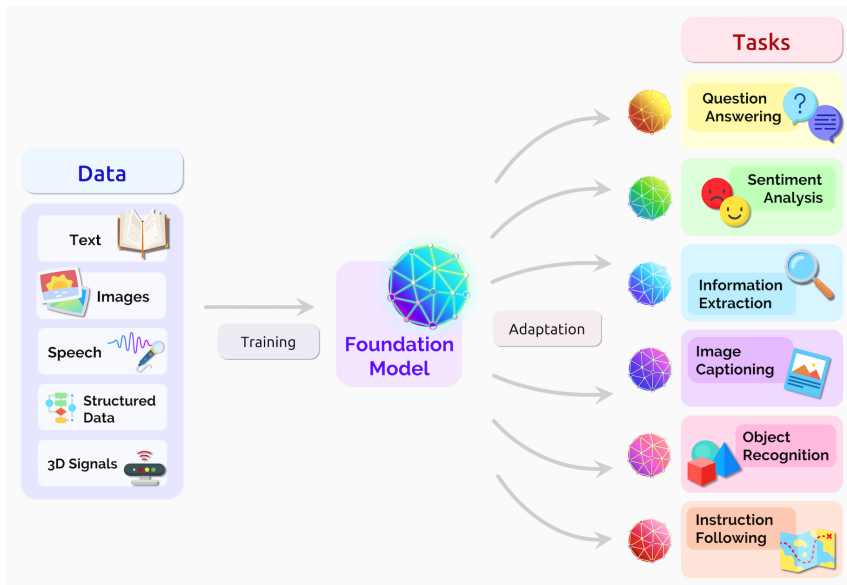 Data
Text
Images
Speech
Structured
Data
3D Signals
Training
Foundation
Model
Adaptation
Tasks
Question
Answering
Sentiment
Analysis
Information
Extraction
Image
Captioning
Object
Recognition
Instruction
Following